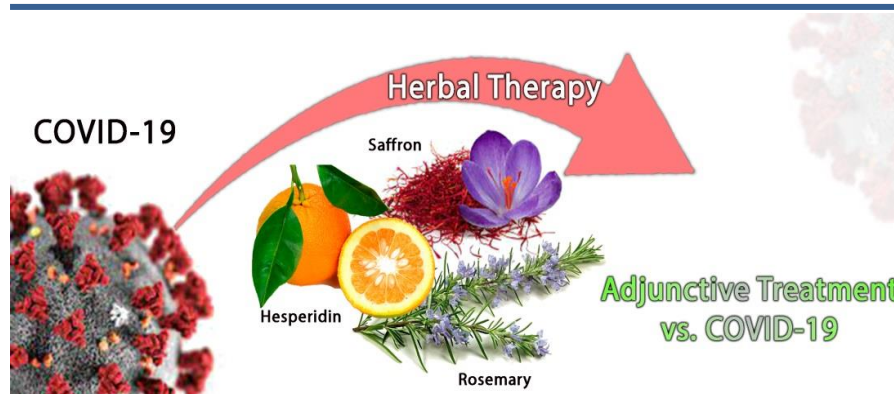 Herbal Therapy
COVID-19
Saffron
Hesperidin
Adjunctive Treatment
vs. COVID-19
Rosemary